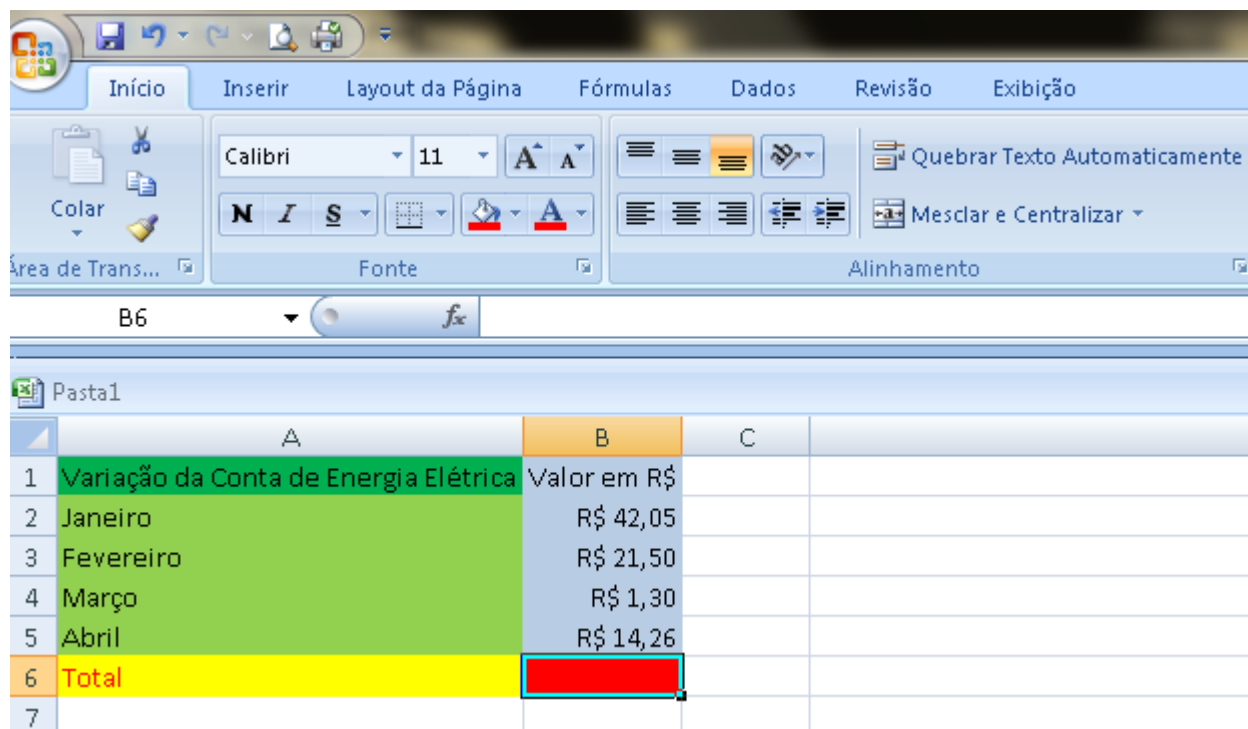 Início Inserir Layout da Página Fórmulas Dados Revisão Exibição
Calibri 11 A A Quebrar Texto Automaticamente
Colar N I S A Mesclar e Centralizar
Área de Trans... Fonte Alinhamento
B6 fx
Pasta1
A B C
1 Variação da Conta de Energia Elétrica Valor em R$
2 Janeiro R$ 42,05
3 Fevereiro R$ 21,50
4 Março R$ 1,30
5 Abril R$ 14,26
6 Total
7